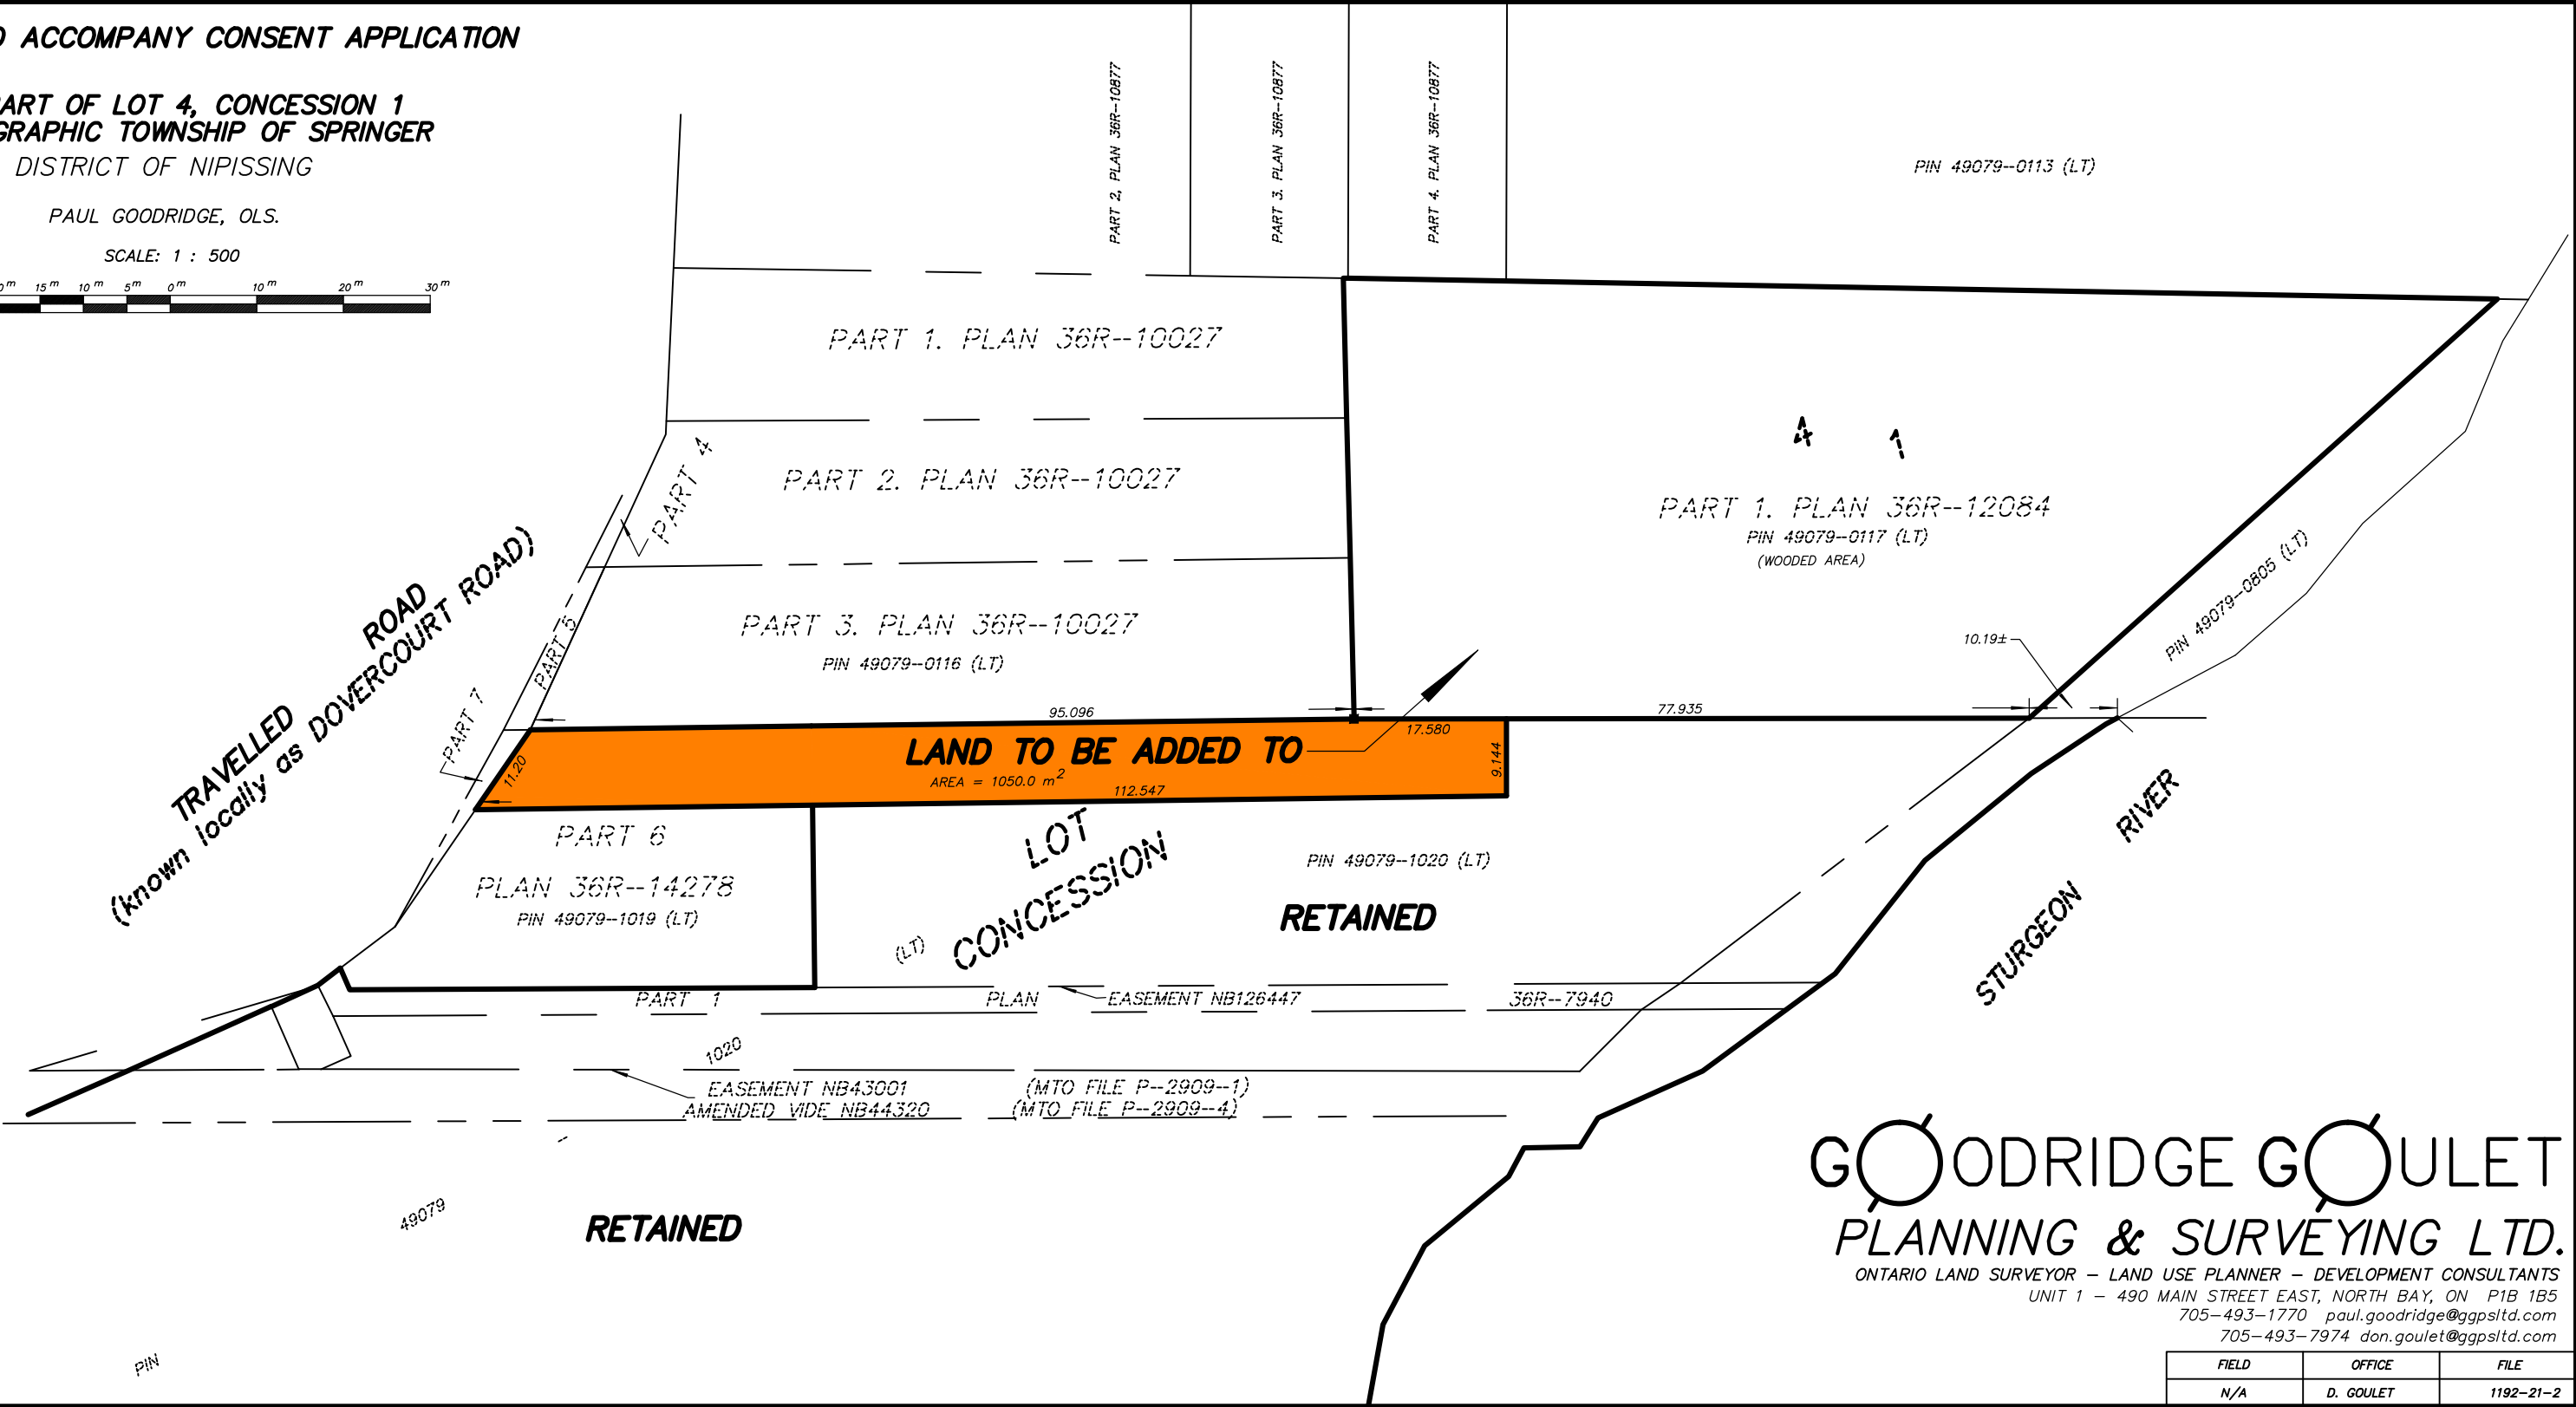 ACCOMPANY CONSENT APPLICATION
PART OF LOT 4, CONCESSION 1
GRAPHIC TOWNSHIP OF SPRINGER
DISTRICT OF NIPISSING
PAUL GOODRIDGE, OLS.
SCALE: 1 : 500
15 m 10 m 5 m 0 m 10 m 20 m 30 m
PART 2, PLAN 36R--10877
PART 3. PLAN 36R--10877
PART 4. PLAN 36R--10877
PIN 49079--0113 (LT)
PART 1. PLAN 36R--10027
PART 2. PLAN 36R--10027
PART 4
PART 3. PLAN 36R--10027
PIN 49079--0116 (LT)
4 1
PART 1. PLAN 36R--12084
PIN 49079--0117 (LT)
(WOODED AREA)
PIN 49079--0805 (LT)
10.19±
TRAVELLED ROAD
(known locally as DOVERCOURT ROAD)
PART 5
PART 7
95.096
77.935
17.580
9.144
11.20
LAND TO BE ADDED TO
AREA = 1050.0 m2
112.547
PART 6
PLAN 36R--14278
PIN 49079--1019 (LT)
LOT
CONCESSION
(LT)
PIN 49079--1020 (LT)
RETAINED
STURGEON RIVER
PART 1 PLAN 36R--7940
EASEMENT NB126447
1020
EASEMENT NB43001 (MTO FILE P--2909--1)
AMENDED VIDE NB44320 (MTO FILE P--2909--4)
49079
RETAINED
PIN
GOODRIDGE GOULET
PLANNING & SURVEYING LTD.
ONTARIO LAND SURVEYOR – LAND USE PLANNER – DEVELOPMENT CONSULTANTS
UNIT 1 – 490 MAIN STREET EAST, NORTH BAY, ON P1B 1B5
705–493–1770 paul.goodridge@ggpsltd.com
705–493–7974 don.goulet@ggpsltd.com
FIELD OFFICE FILE
N/A D. GOULET 1192–21–2